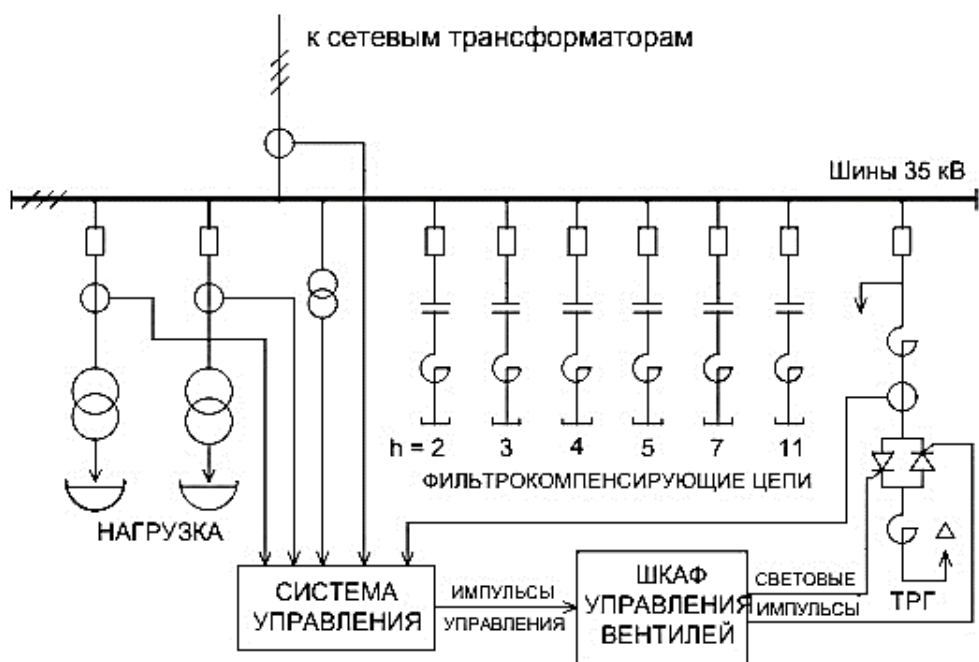 к сетевым трансформаторам
Шины 35 кВ
h = 2 3 4 5 7 11
ФИЛЬТРОКОМПЕНСИРУЮЩИЕ ЦЕПИ
НАГРУЗКА
СИСТЕМА
УПРАВЛЕНИЯ
ИМПУЛЬСЫ
УПРАВЛЕНИЯ
ШКАФ
УПРАВЛЕНИЯ
ВЕНТИЛЕЙ
СВЕТОВЫЕ
ИМПУЛЬСЫ
ТРГ